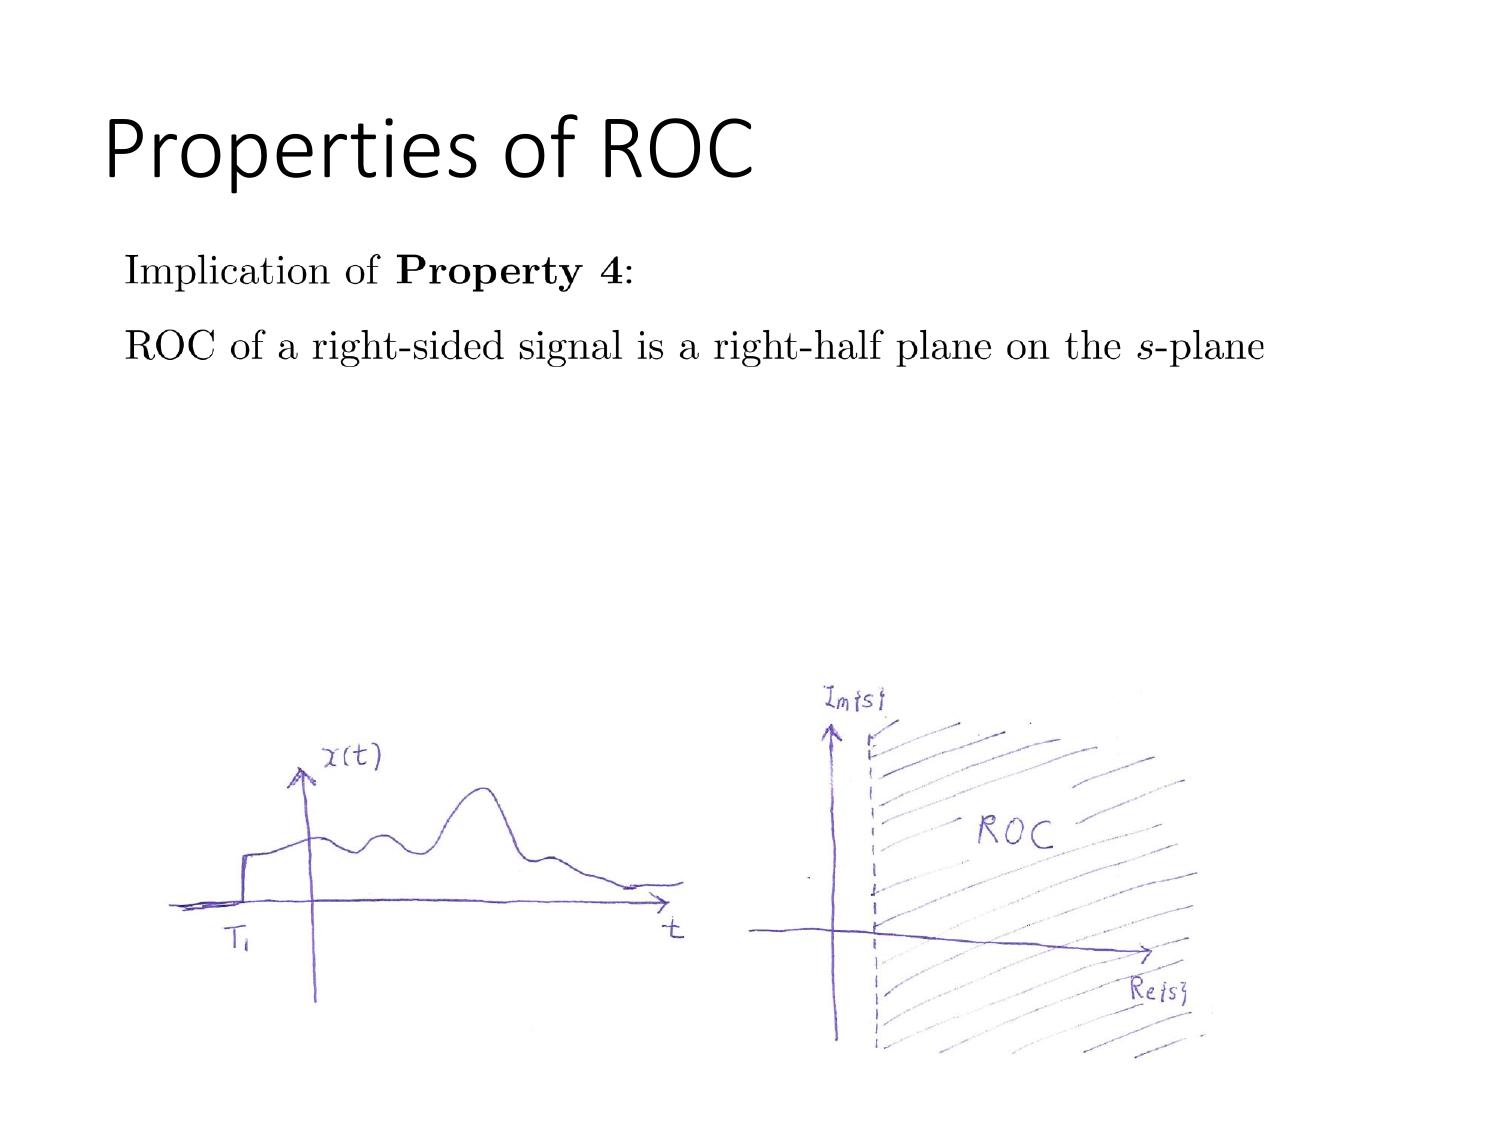 Properties of ROC
Implication of Property 4:
ROC of a right-sided signal is a right-half plane on the s-plane
x(t)
T₁
t
Im{s}
ROC
Re{s}